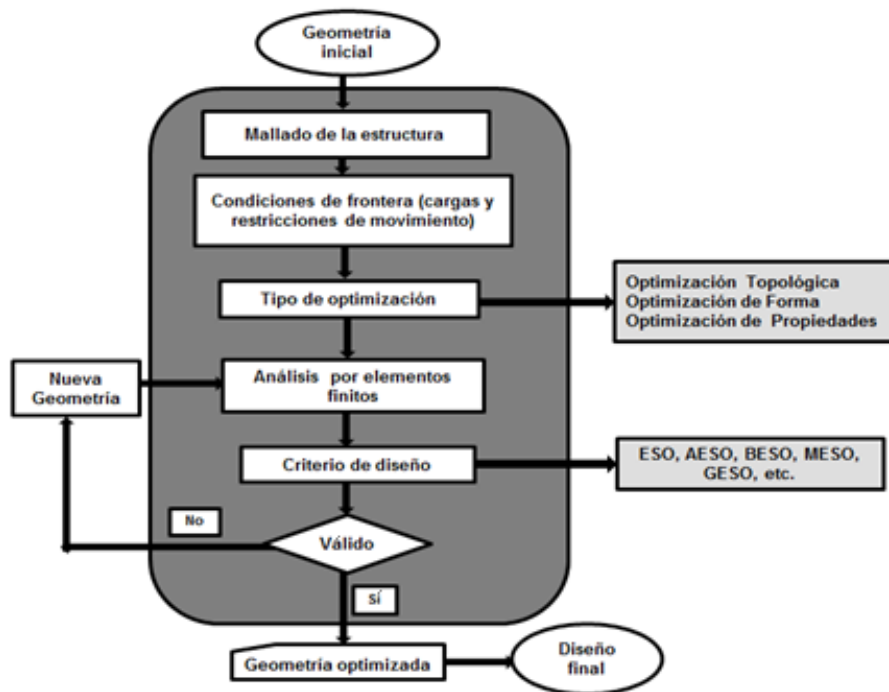 Geometría
inicial
Mallado de la estructura
Condiciones de frontera (cargas y
restricciones de movimiento)
Tipo de optimización
Optimización Topológica
Optimización de Forma
Optimización de Propiedades
Nueva
Geometría
Análisis por elementos
finitos
Criterio de diseño
ESO, AESO, BESO, MESO,
GESO, etc.
No
Válido
SÍ
Geometría optimizada
Diseño
final